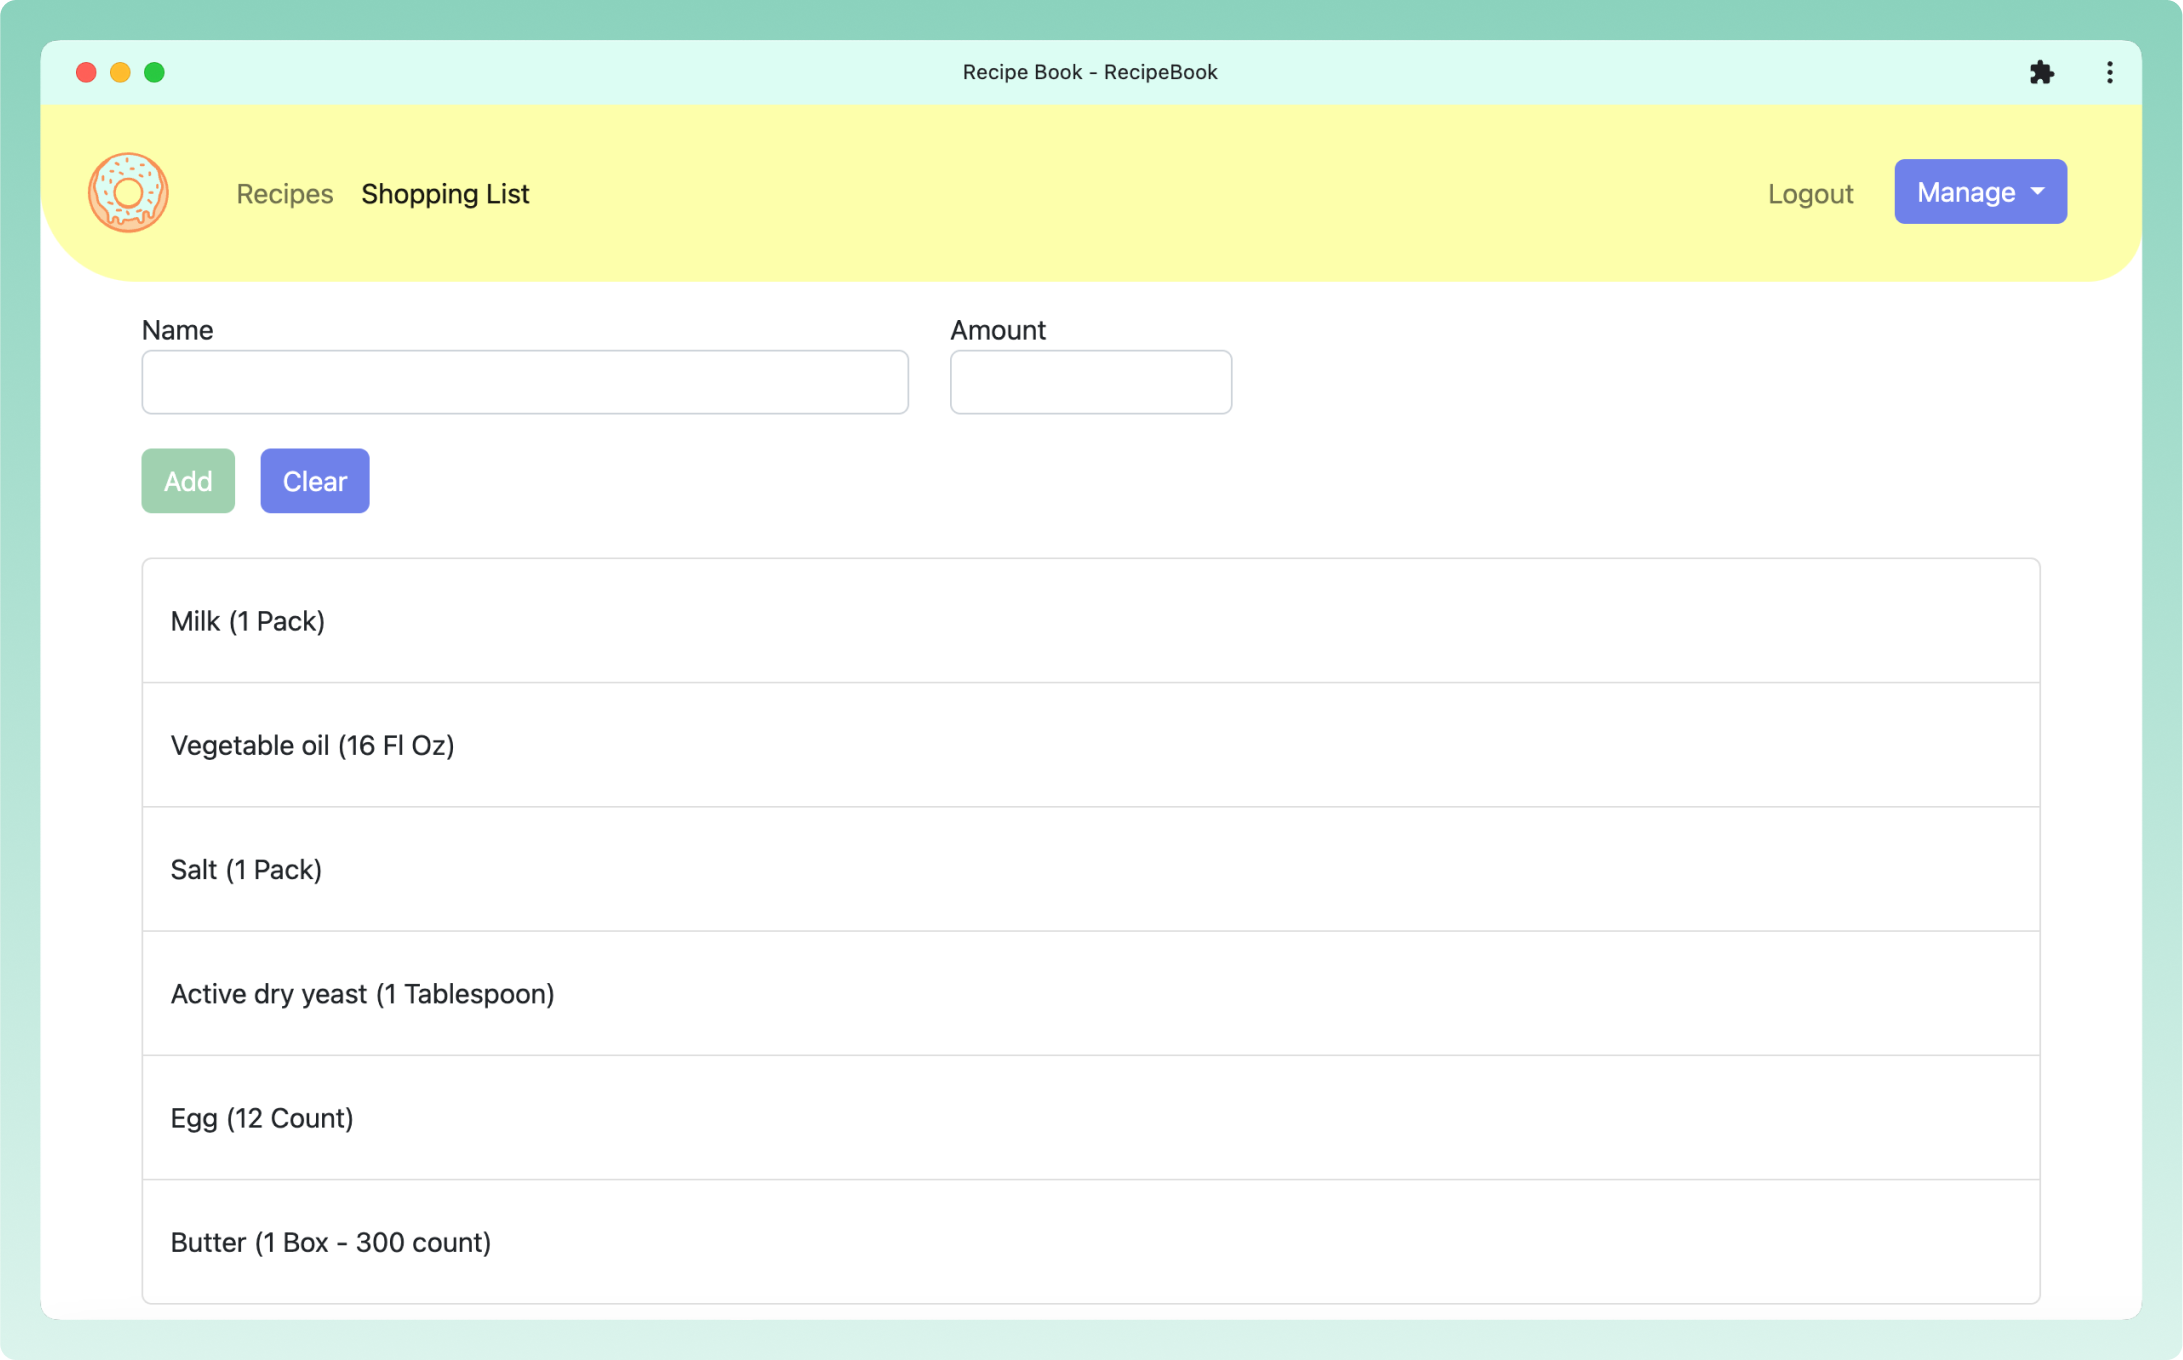 Recipe Book - RecipeBook
Recipes Shopping List Logout Manage
Name Amount
Add Clear
Milk (1 Pack)
Vegetable oil (16 Fl Oz)
Salt (1 Pack)
Active dry yeast (1 Tablespoon)
Egg (12 Count)
Butter (1 Box - 300 count)